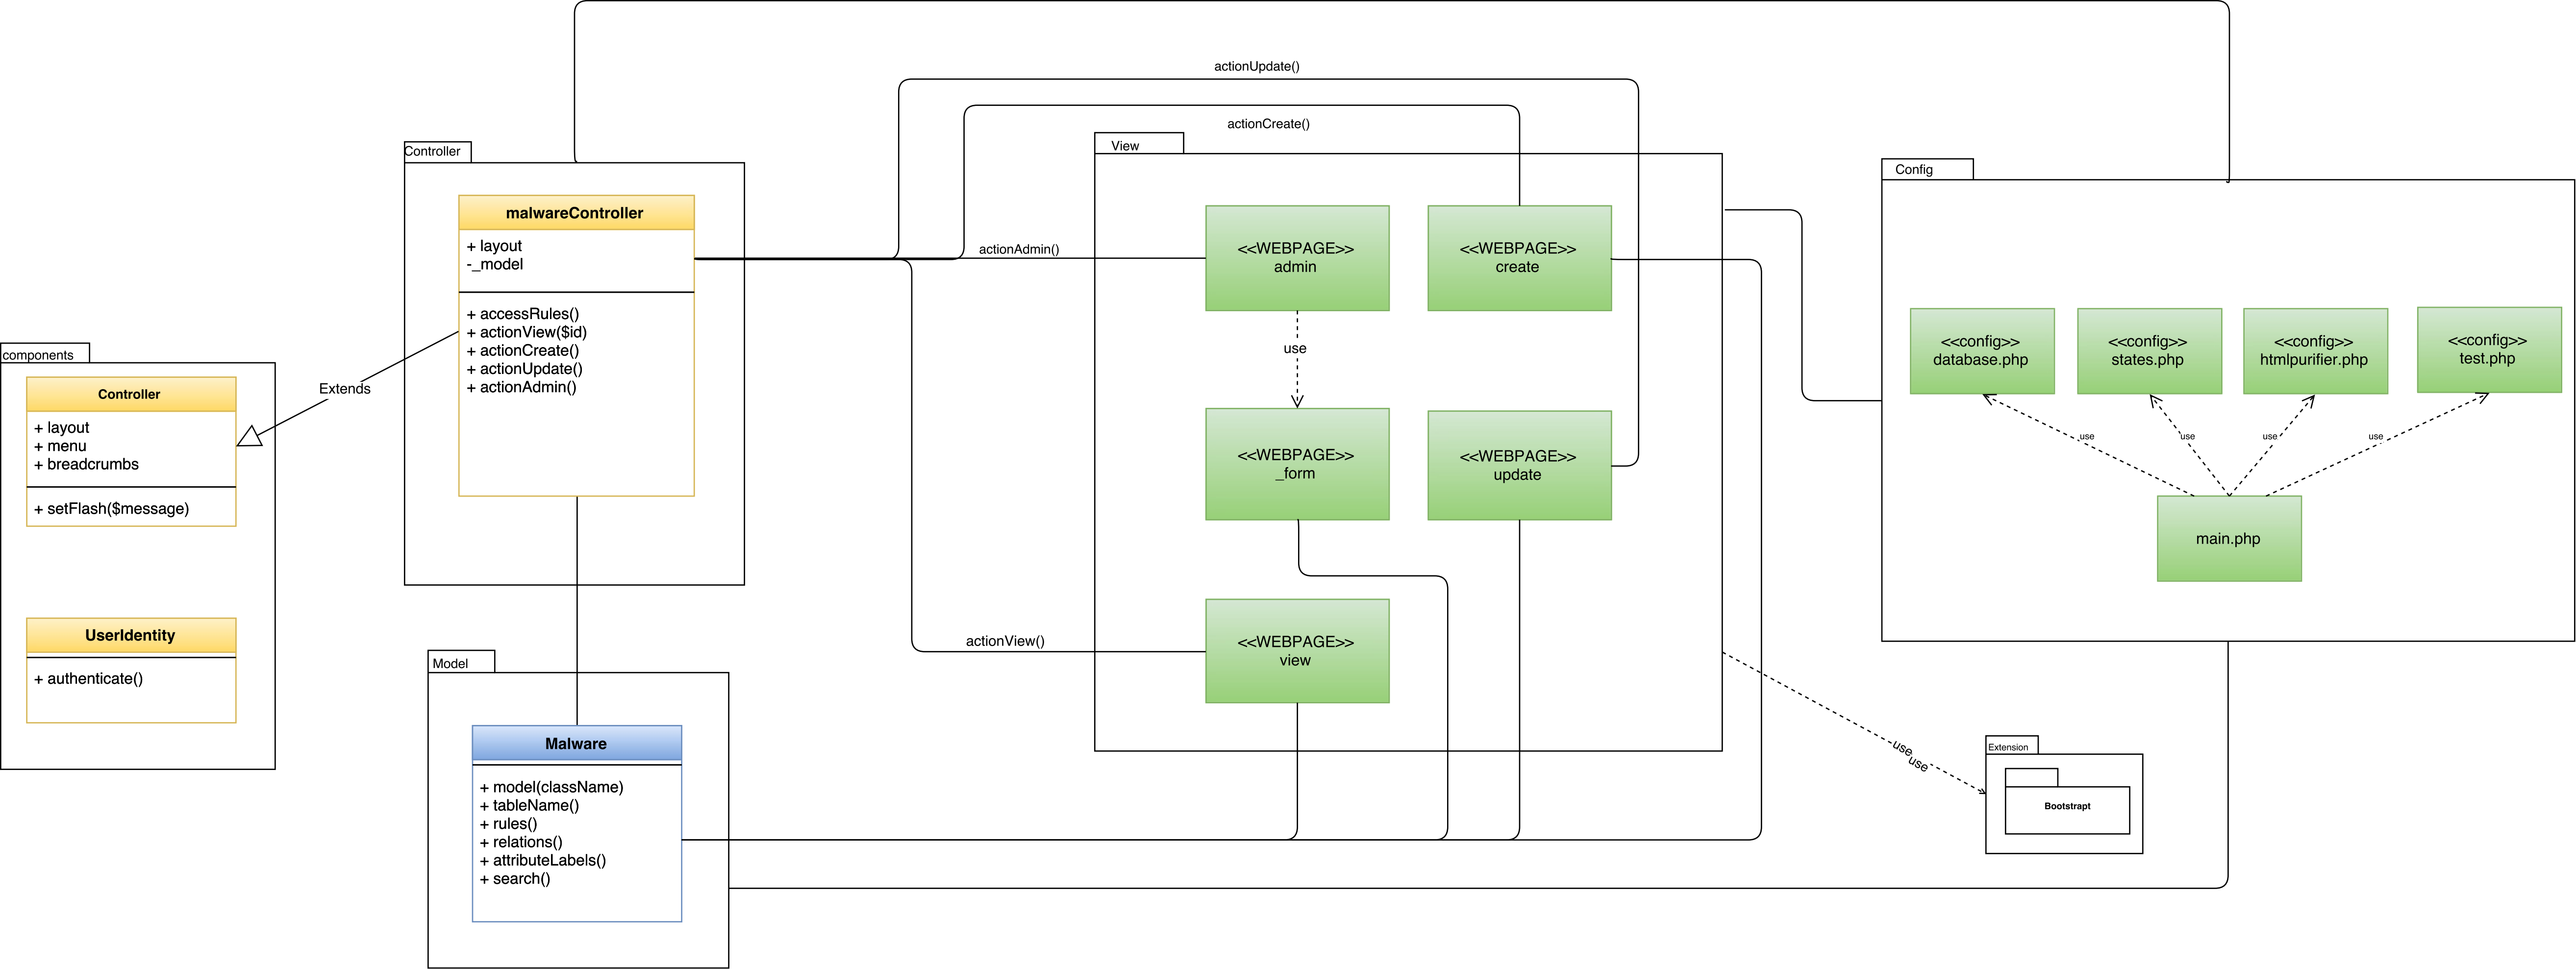 actionUpdate()
actionCreate()
Controller
malwareController
+ layout
-_model
+ accessRules()
+ actionView($id)
+ actionCreate()
+ actionUpdate()
+ actionAdmin()
components
Controller
+ layout
+ menu
+ breadcrumbs
+ setFlash($message)
UserIdentity
+ authenticate()
Extends
Model
Malware
+ model(className)
+ tableName()
+ rules()
+ relations()
+ attributeLabels()
+ search()
actionAdmin()
actionView()
View
<<WEBPAGE>>
admin
<<WEBPAGE>>
create
use
<<WEBPAGE>>
_form
<<WEBPAGE>>
update
<<WEBPAGE>>
view
Config
<<config>>
database.php
<<config>>
states.php
<<config>>
htmlpurifier.php
<<config>>
test.php
use
use
use
use
main.php
use
use
Extension
Bootstrapt